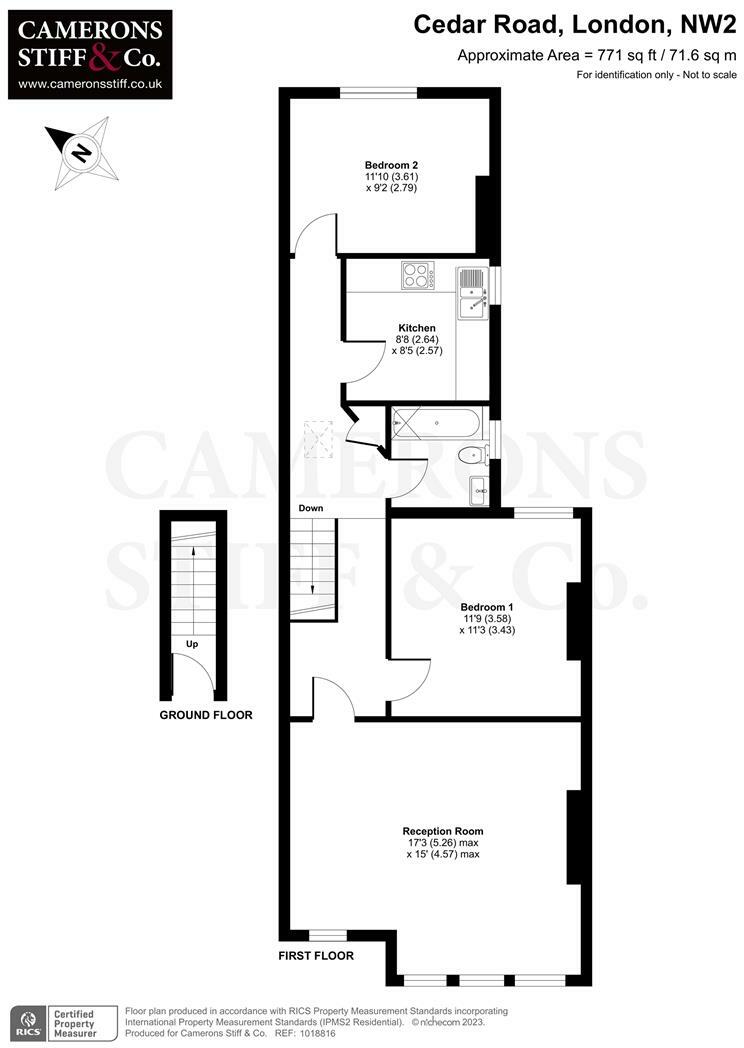 CAMERONS
STIFF & Co.
www.cameronsstiff.co.uk
Cedar Road, London, NW2
Approximate Area = 771 sq ft / 71.6 sq m
For identification only - Not to scale
N
Bedroom 2
11'10 (3.61)
x 9'2 (2.79)
Kitchen
8'8 (2.64)
x 8'5 (2.57)
CAMERONS
STIFF & Co.
Down
Bedroom 1
11'9 (3.58)
x 11'3 (3.43)
Up
GROUND FLOOR
Reception Room
17'3 (5.26) max
x 15' (4.57) max
FIRST FLOOR
RICS
Certified
Property
Measurer
Floor plan produced in accordance with RICS Property Measurement Standards incorporating
International Property Measurement Standards (IPMS2 Residential). © nichecom 2023.
Produced for Camerons Stiff & Co. REF: 1018816